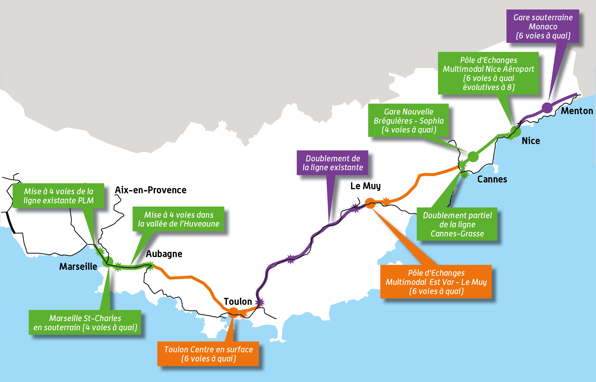 Gare souterraine
Monaco
(6 voies à quai)
Pôle d'Echanges
Multimodal Nice Aéroport
(6 voies à quai
évolutives à 8)
Menton
Gare Nouvelle
Bréguières - Sophia
(4 voies à quai)
Nice
Doublement de
la ligne existante
Cannes
Le Muy
Mise à 4 voies de la
ligne existante PLM
Aix-en-Provence
Mise à 4 voies dans
la vallée de l'Huveaune
Doublement partiel
de la ligne
Cannes-Grasse
Aubagne
Marseille
Pôle d'Echanges
Multimodal Est Var - Le Muy
(6 voies à quai)
Toulon
Marseille St-Charles
en souterrain (4 voies à quai)
Toulon Centre en surface
(6 voies à quai)